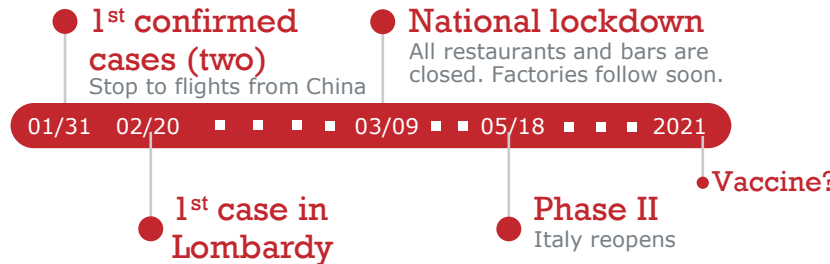 1st confirmed
cases (two)
Stop to flights from China
National lockdown
All restaurants and bars are
closed. Factories follow soon.
01/31 02/20 03/09 05/18 2021
Vaccine?
1st case in
Lombardy
Phase II
Italy reopens